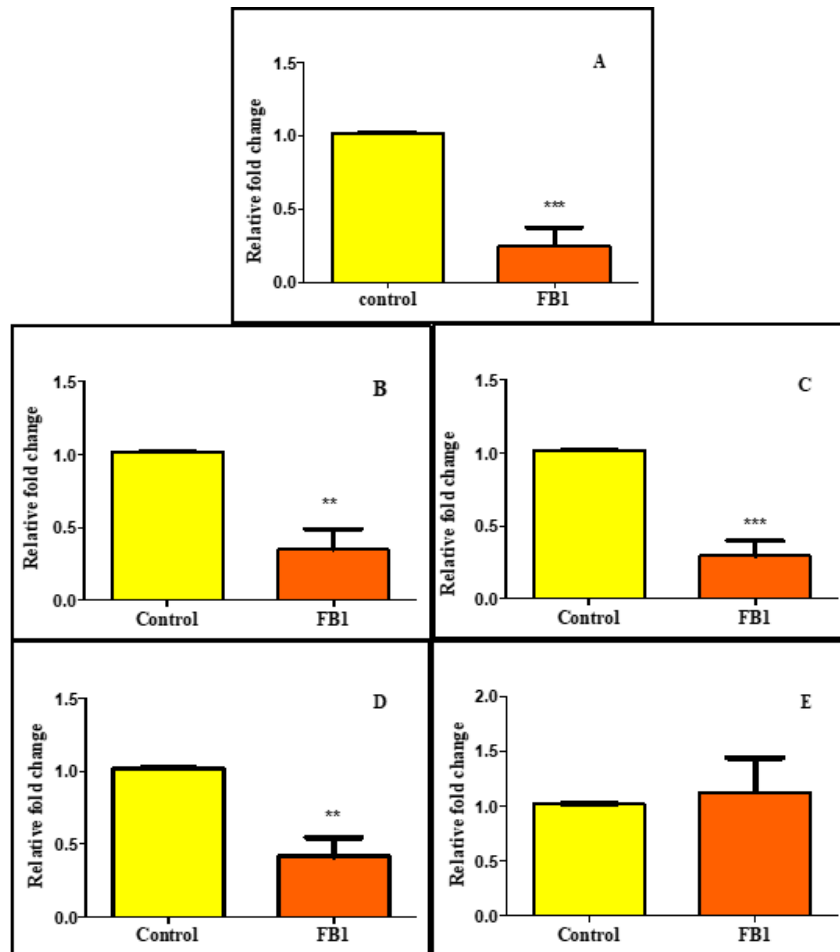 A
Relative fold change
1.5
1.0
0.5
0.0
***
control
FB1
B
Relative fold change
1.5
1.0
0.5
0.0
**
Control
FB1
C
Relative fold change
1.5
1.0
0.5
0.0
***
Control
FB1
D
Relative fold change
1.5
1.0
0.5
0.0
**
Control
FB1
E
Relative fold change
2.0
1.5
1.0
0.5
0.0
Control
FB1